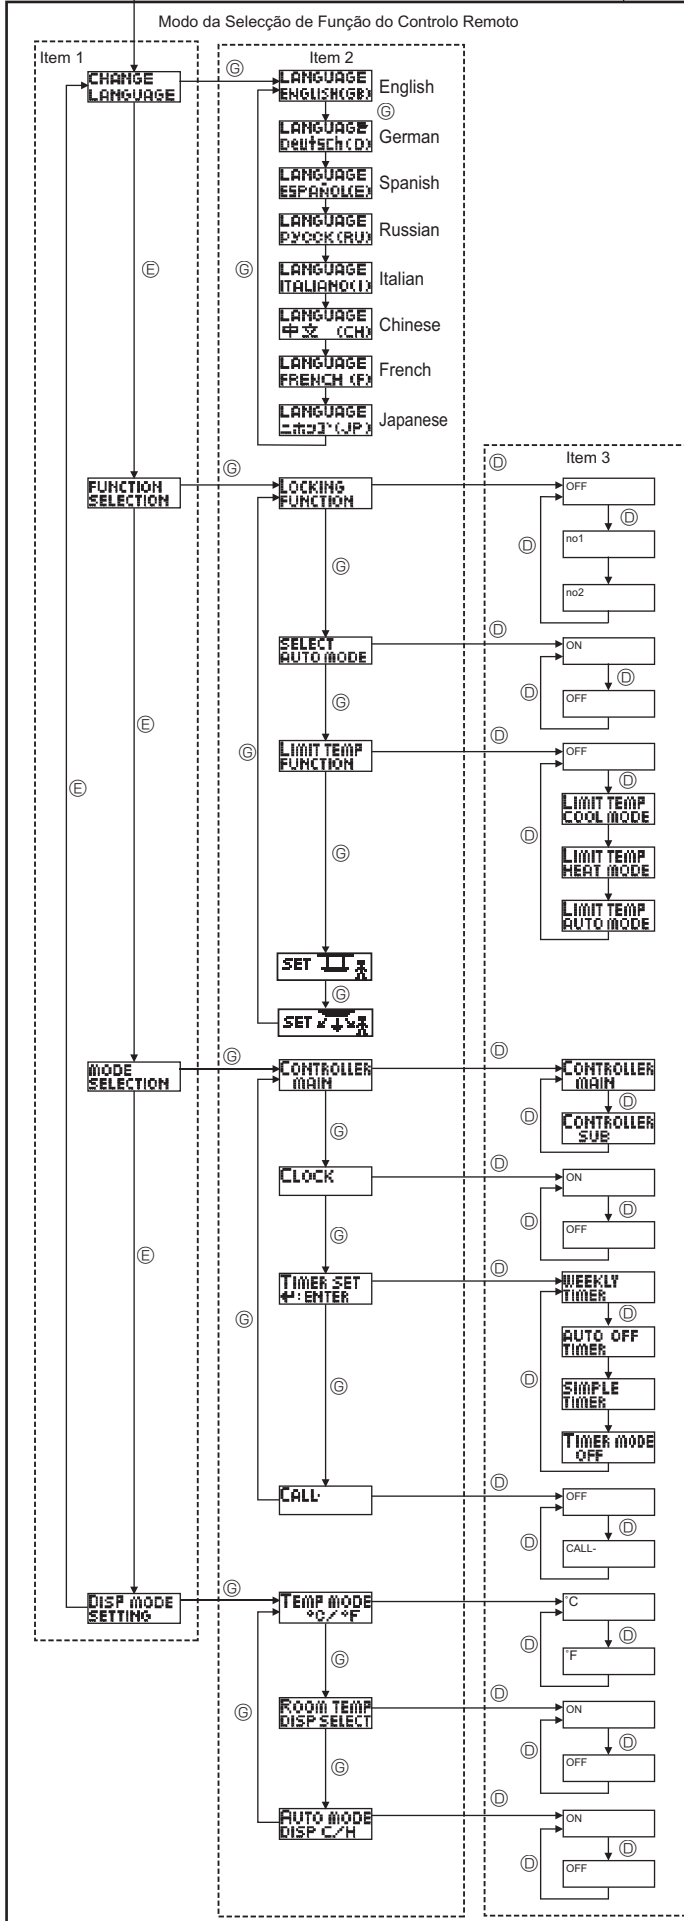 Modo da Selecção de Função do Controlo Remoto
Item 1
Item 2
CHANGE
LANGUAGE
Ⓖ
LANGUAGE
ENGLISH(GB)
English
Ⓖ
LANGUAGE
Deutsch(D)
German
LANGUAGE
ESPAÑOL(E)
Spanish
LANGUAGE
РУССК(RU)
Russian
Ⓔ
Ⓖ
LANGUAGE
ITALIANO(I)
Italian
LANGUAGE
中文 (CH)
Chinese
LANGUAGE
FRENCH (F)
French
LANGUAGE
ニホンゴ(JP)
Japanese
Item 3
FUNCTION
SELECTION
Ⓖ
LOCKING
FUNCTION
Ⓓ
OFF
Ⓓ
Ⓓ
no1
no2
Ⓖ
SELECT
AUTO MODE
Ⓓ
ON
Ⓓ
Ⓓ
OFF
Ⓖ
Ⓔ
Ⓖ
LIMIT TEMP
FUNCTION
Ⓓ
OFF
Ⓓ
Ⓔ
LIMIT TEMP
COOL MODE
Ⓓ
LIMIT TEMP
HEAT MODE
LIMIT TEMP
AUTO MODE
Ⓖ
SET
Ⓖ
SET
MODE
SELECTION
Ⓖ
CONTROLLER
MAIN
Ⓓ
CONTROLLER
MAIN
Ⓓ
Ⓓ
CONTROLLER
SUB
Ⓖ
CLOCK
Ⓓ
ON
Ⓓ
Ⓓ
OFF
Ⓔ
Ⓖ
TIMER SET
↵:ENTER
Ⓓ
WEEKLY
TIMER
Ⓓ
AUTO OFF
TIMER
Ⓖ
Ⓓ
SIMPLE
TIMER
TIMER MODE
OFF
Ⓖ
CALL-
Ⓓ
OFF
Ⓓ
Ⓓ
CALL-
DISP MODE
SETTING
Ⓖ
TEMP MODE
°C/°F
°C
Ⓓ
Ⓓ
°F
Ⓖ
Ⓖ
ROOM TEMP
DISP SELECT
Ⓓ
ON
Ⓓ
Ⓓ
OFF
Ⓖ
AUTO MODE
DISP C/H
Ⓓ
ON
Ⓓ
Ⓓ
OFF